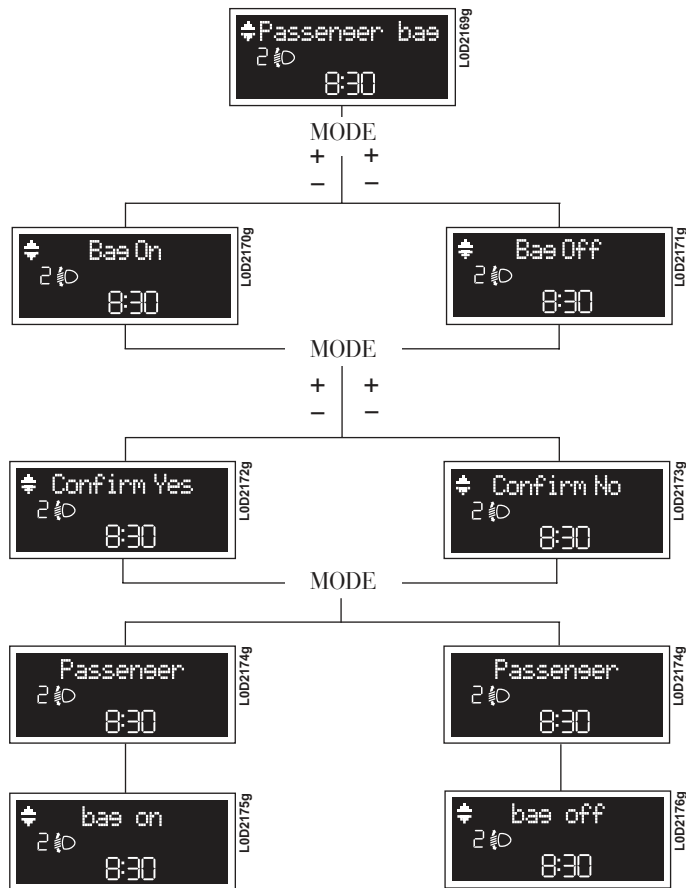 Passenger bag
2
8:30
L0D2169g
MODE
+ +
– –
Bag On
2
8:30
L0D2170g
Bag Off
2
8:30
L0D2171g
MODE
+ +
– –
Confirm Yes
2
8:30
L0D2172g
Confirm No
2
8:30
L0D2173g
MODE
Passenger
2
8:30
L0D2174g
Passenger
2
8:30
L0D2174g
bag on
2
8:30
L0D2175g
bag off
2
8:30
L0D2176g